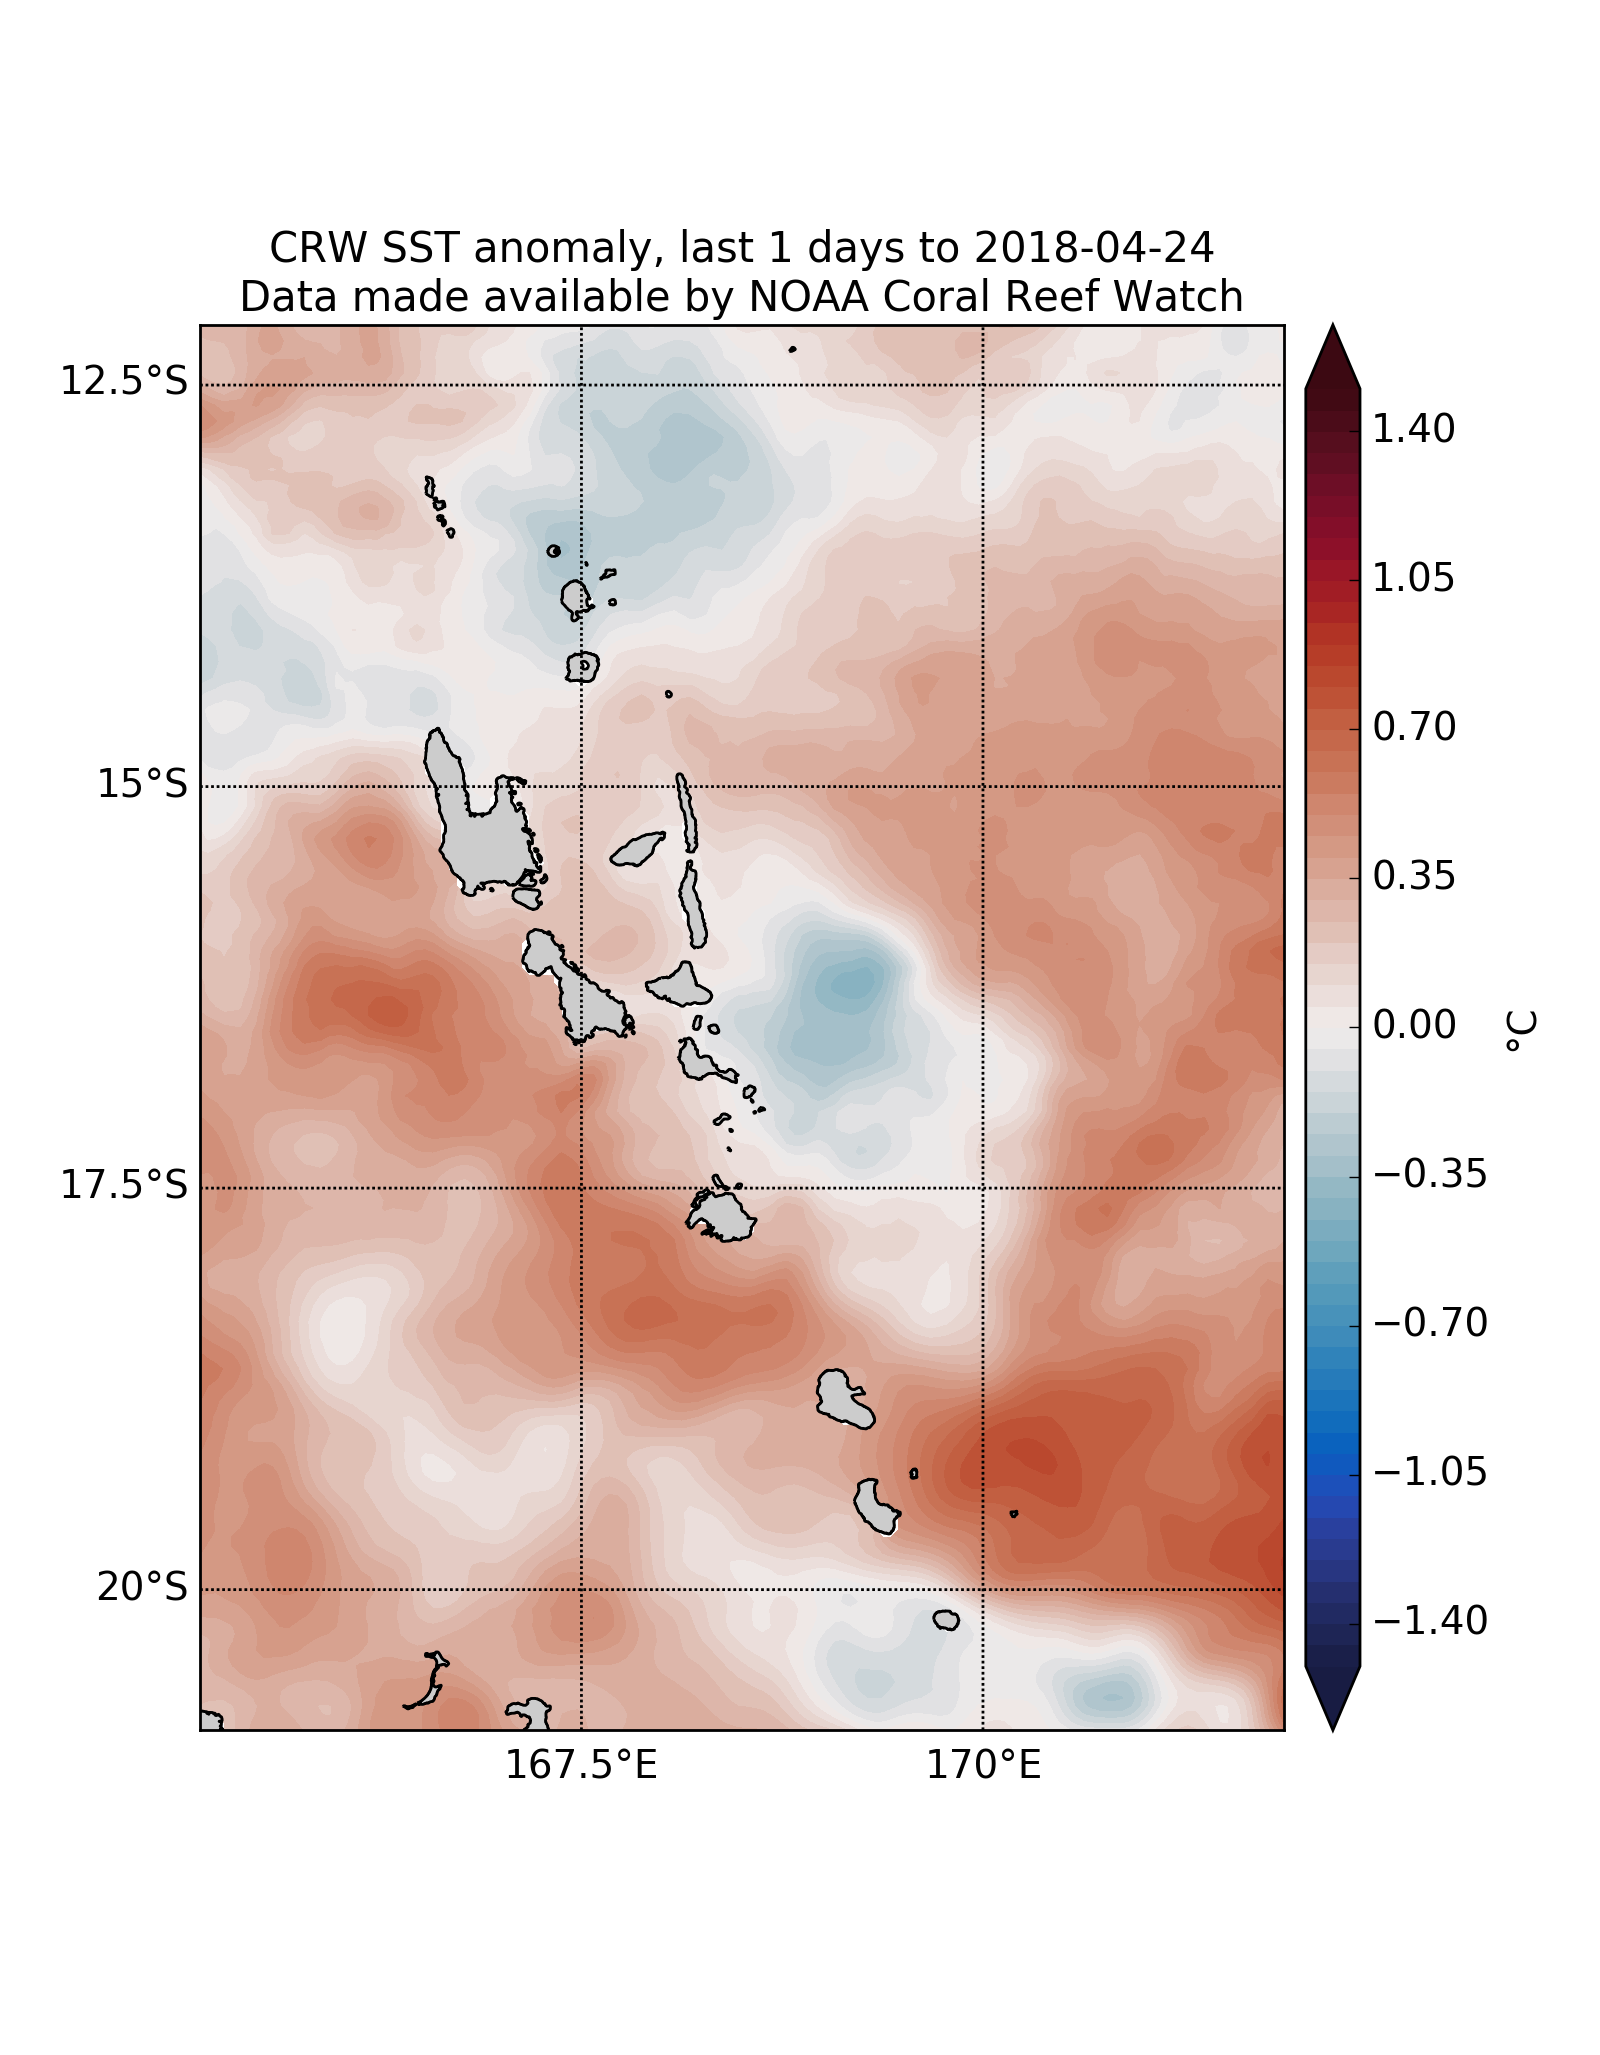 CRW SST anomaly, last 1 days to 2018-04-24
Data made available by NOAA Coral Reef Watch
12.5°S
15°S
17.5°S
20°S
167.5°E
170°E
1.40
1.05
0.70
0.35
0.00
−0.35
−0.70
−1.05
−1.40
°C